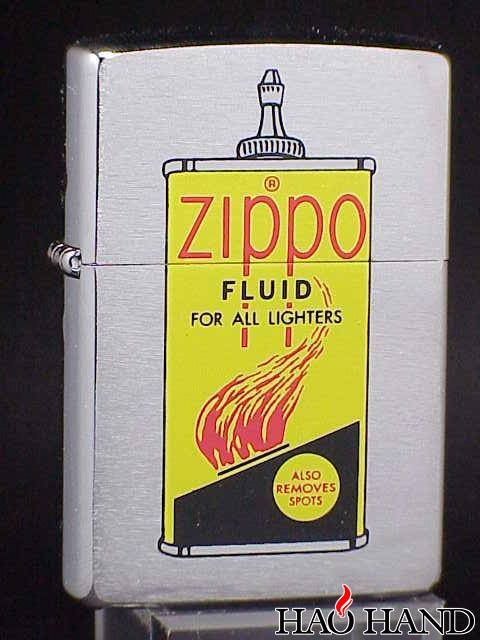 ®
ZIPPO
FLUID
FOR ALL LIGHTERS
ALSO
REMOVES
SPOTS
HAO HAND